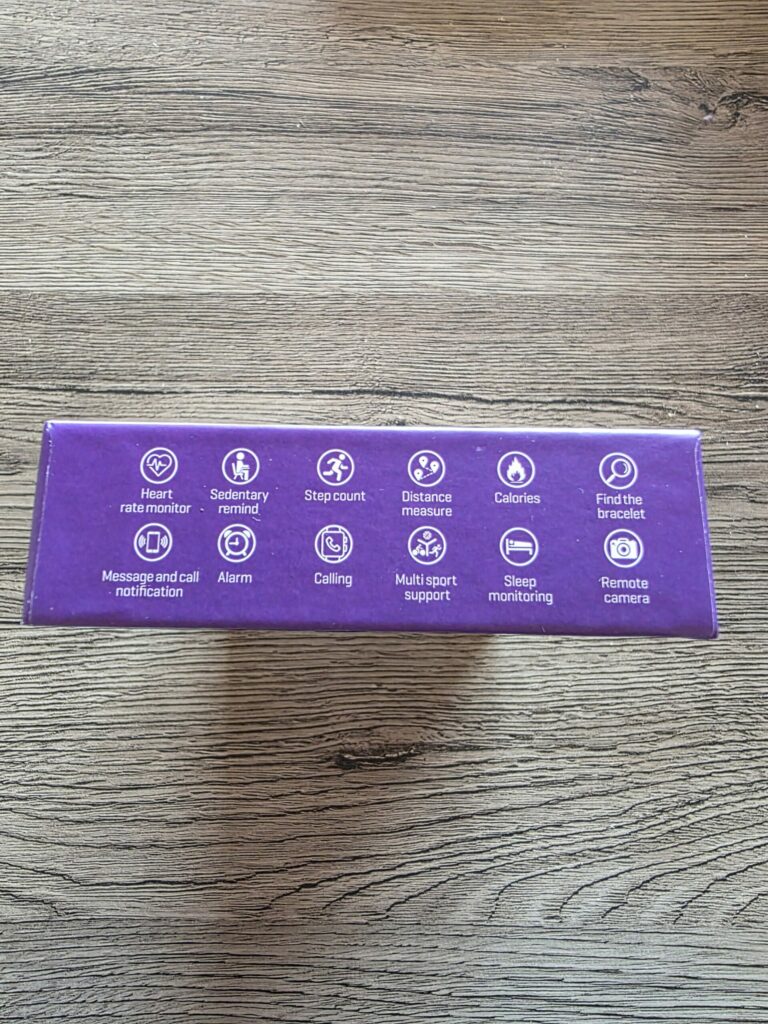 Heart
rate monitor
Sedentary
remind
Step count
Distance
measure
Calories
Find the
bracelet
Message and call
notification
Alarm
Calling
Multi sport
support
Sleep
monitoring
Remote
camera